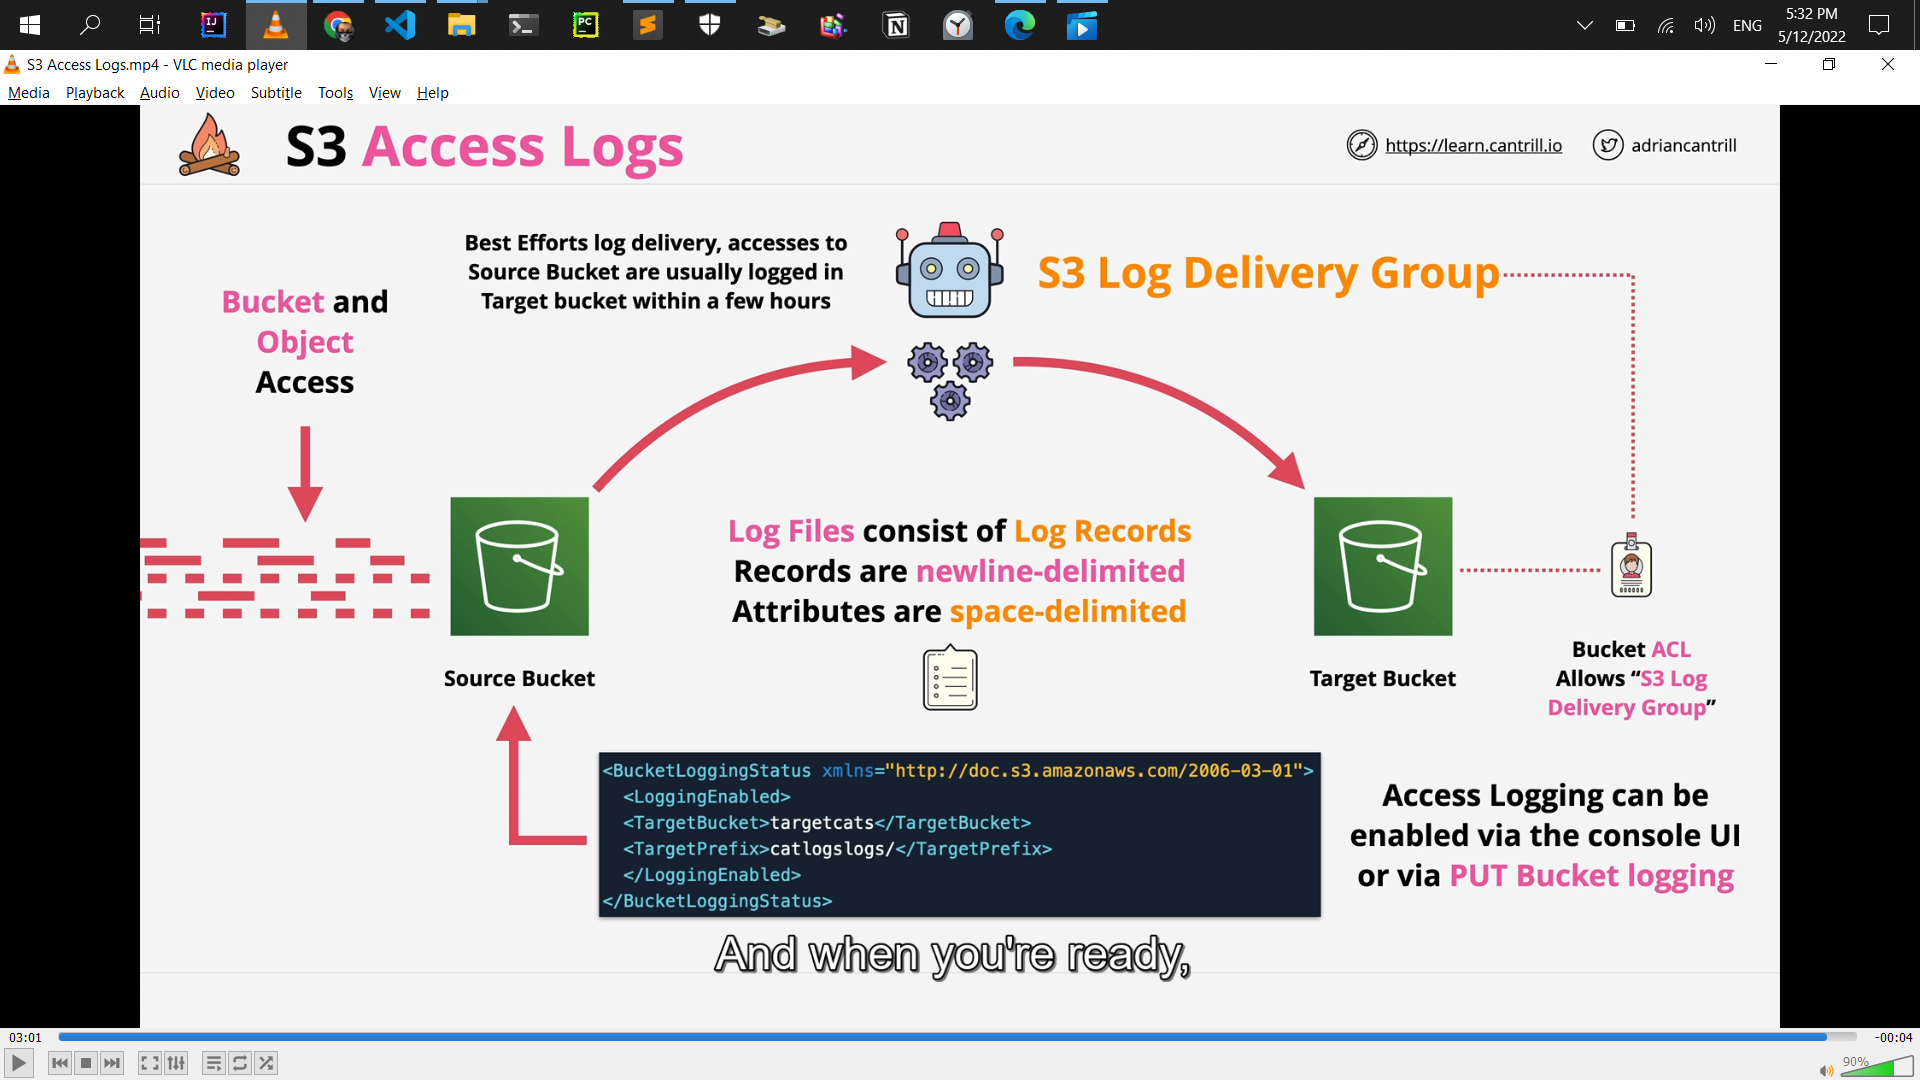 ENG
5:32 PM
5/12/2022
S3 Access Logs.mp4 - VLC media player
Media Playback Audio Video Subtitle Tools View Help
S3 Access Logs
https://learn.cantrill.io
adriancantrill
Best Efforts log delivery, accesses to
Source Bucket are usually logged in
Target bucket within a few hours
S3 Log Delivery Group
Bucket and
Object
Access
Log Files consist of Log Records
Records are newline-delimited
Attributes are space-delimited
Source Bucket
Target Bucket
Bucket ACL
Allows “S3 Log
Delivery Group”
<BucketLoggingStatus xmlns="http://doc.s3.amazonaws.com/2006-03-01">
<LoggingEnabled>
<TargetBucket>targetcats</TargetBucket>
<TargetPrefix>catlogslogs/</TargetPrefix>
</LoggingEnabled>
</BucketLoggingStatus>
Access Logging can be
enabled via the console UI
or via PUT Bucket logging
And when you're ready,
03:01
-00:04
90%